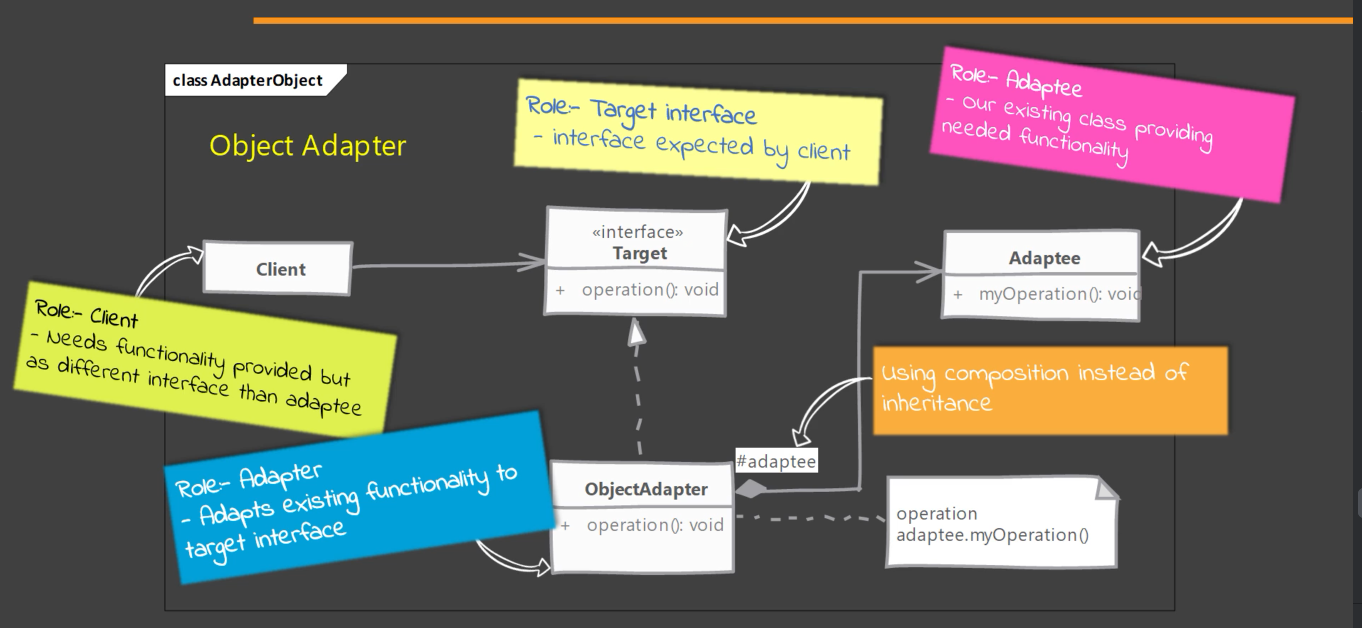 class AdapterObject
Object Adapter
Role:- Target interface
- interface expected by client
Role:- Adaptee
- Our existing class providing
needed functionality
«interface»
Target
+ operation(): void
Client
Adaptee
+ myOperation(): void
Role:- Client
- Needs functionality provided but
as different interface than adaptee
Using composition instead of
inheritance
Role:- Adapter
- Adapts existing functionality to
target interface
#adaptee
ObjectAdapter
+ operation(): void
operation
adaptee.myOperation()